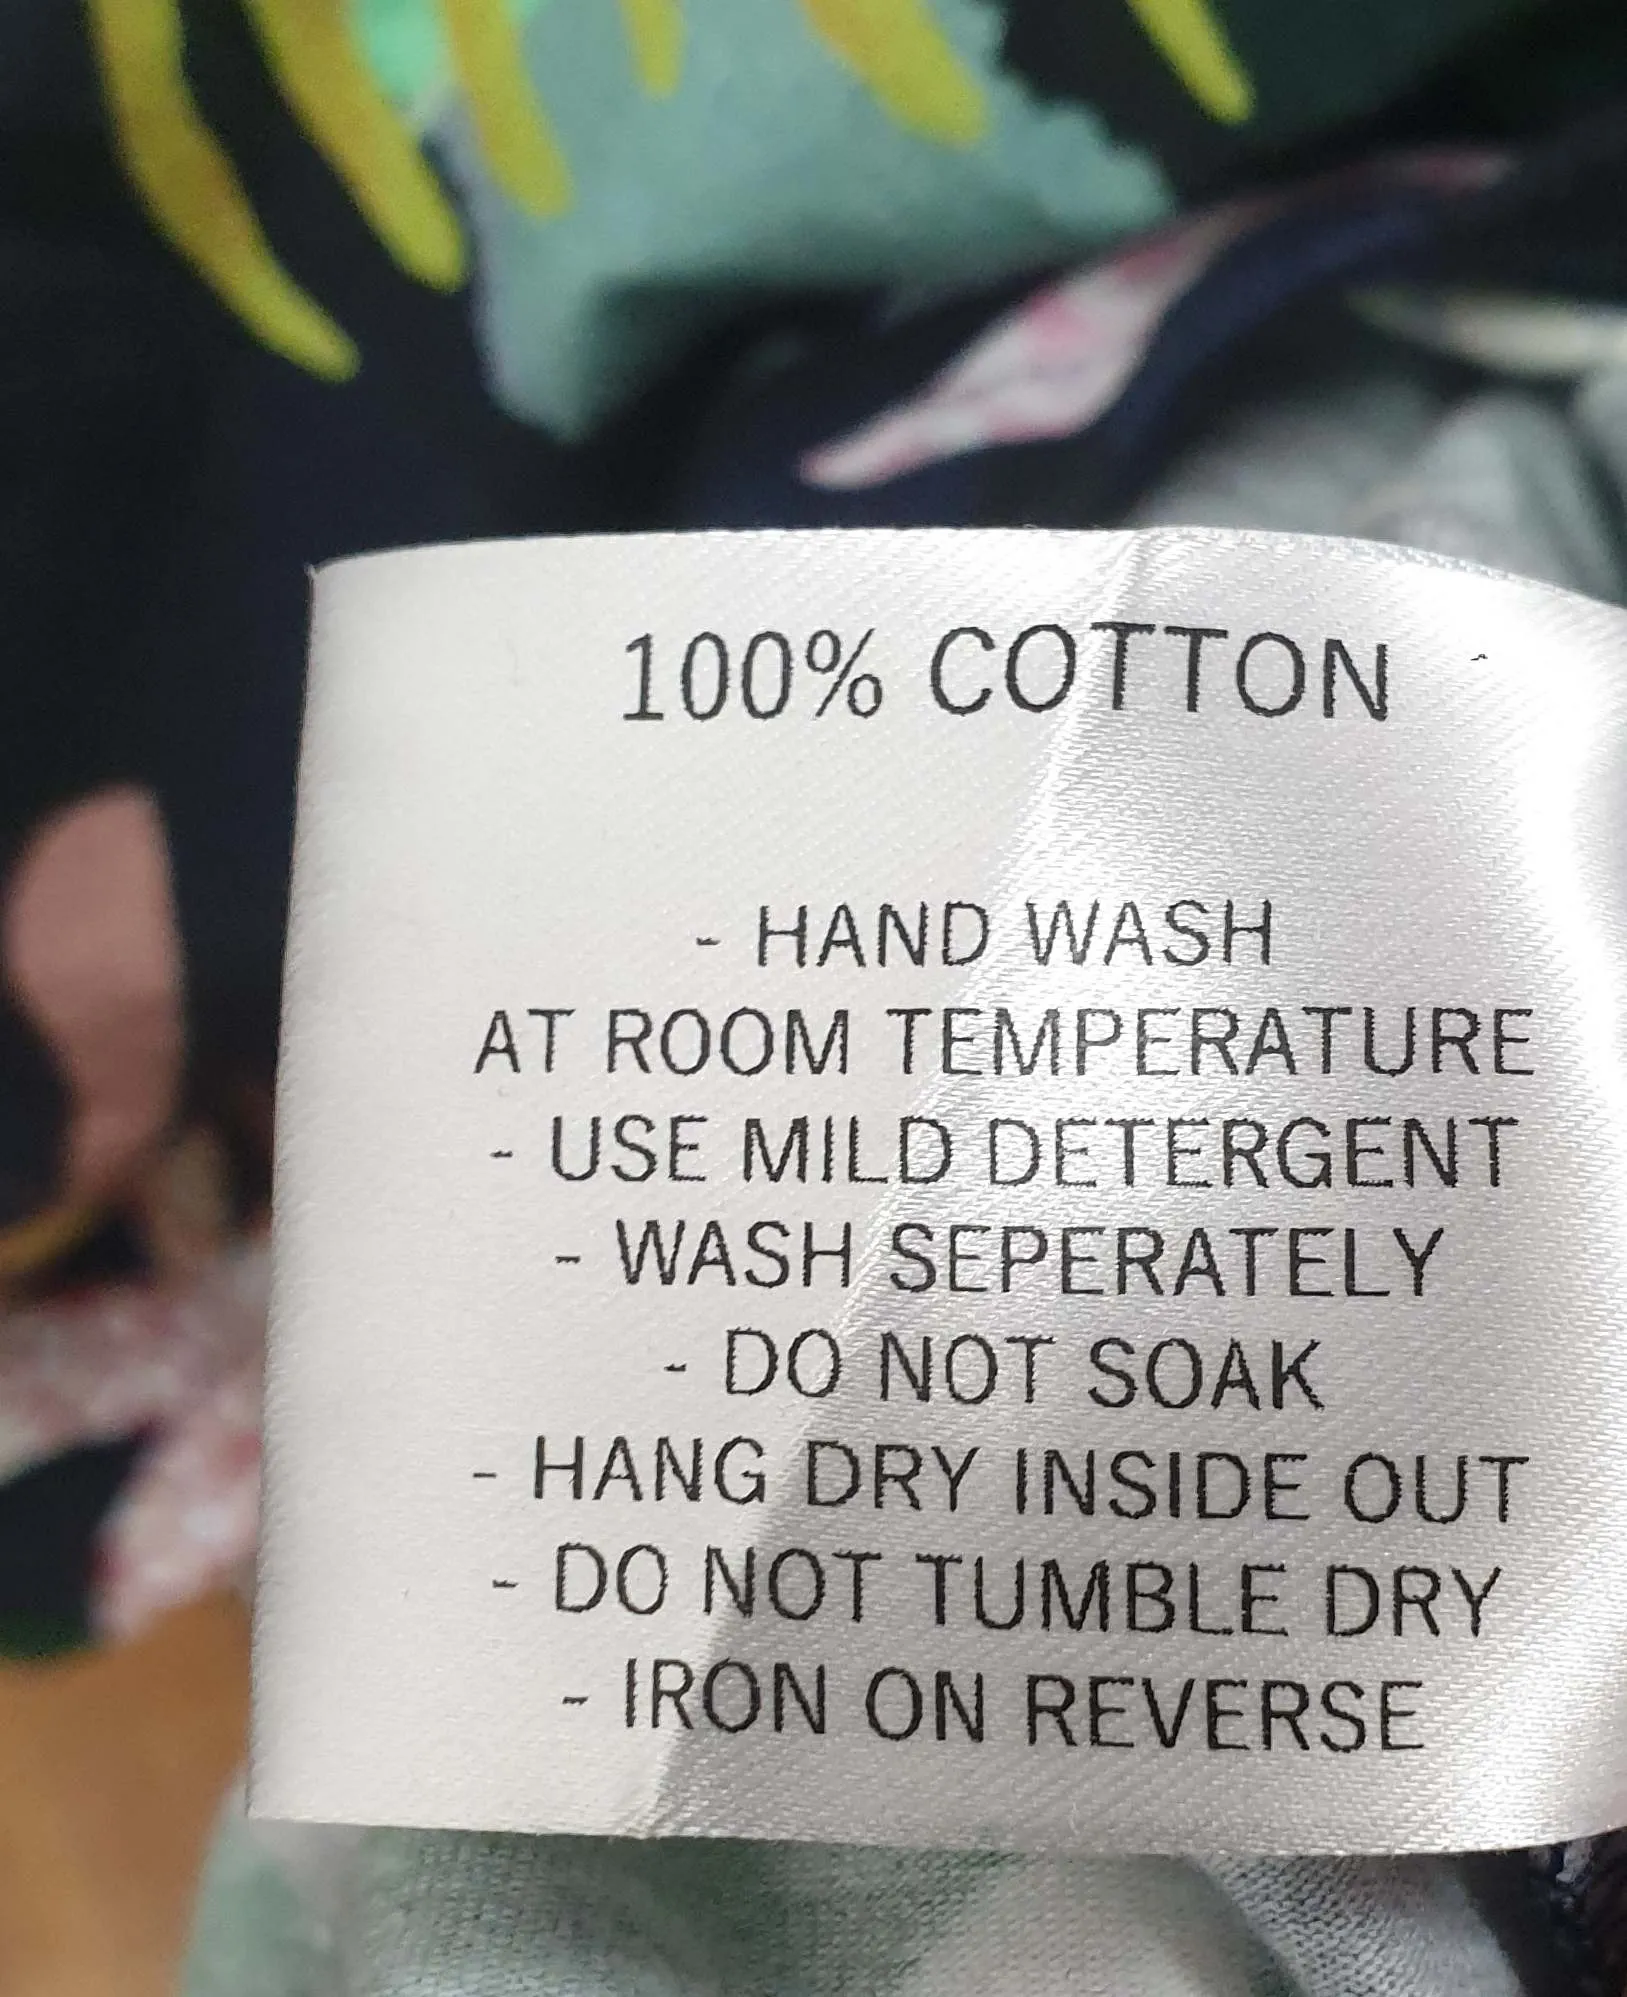 100% COTTON
- HAND WASH
AT ROOM TEMPERATURE
- USE MILD DETERGENT
- WASH SEPERATELY
- DO NOT SOAK
- HANG DRY INSIDE OUT
- DO NOT TUMBLE DRY
- IRON ON REVERSE